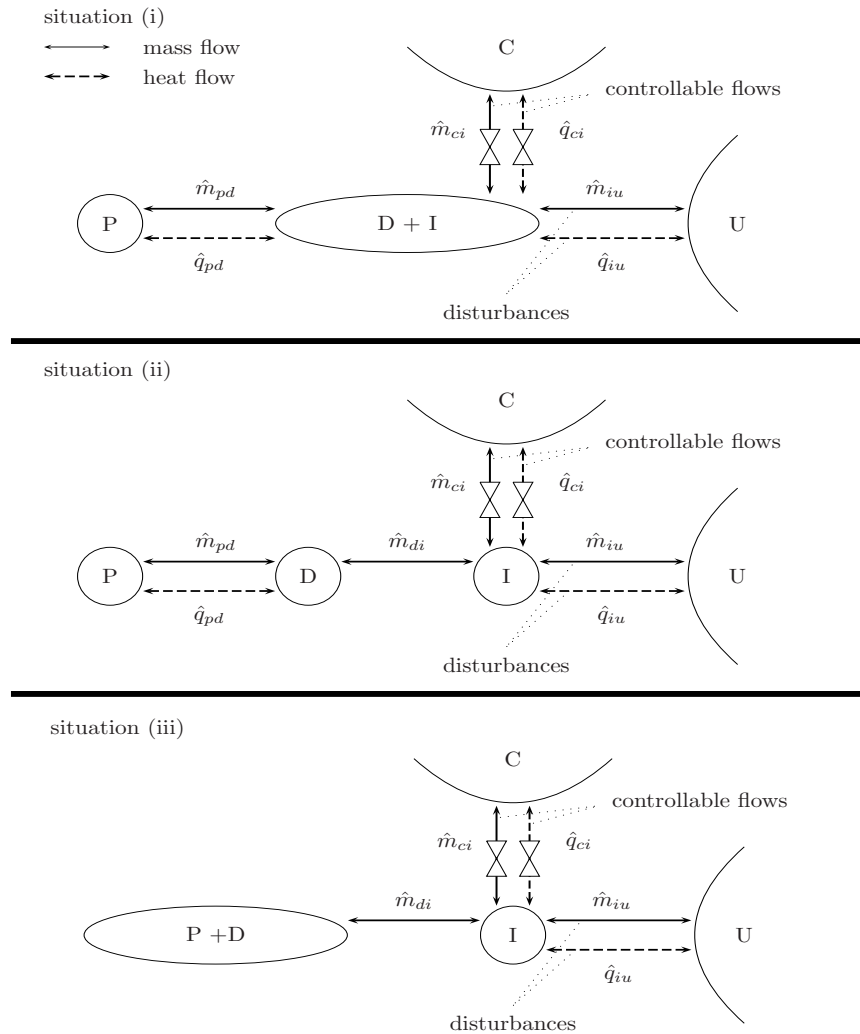 situation (i)
mass flow
heat flow
C
controllable flows
m̂_ci q̂_ci
m̂_pd m̂_iu
P D + I U
q̂_pd q̂_iu
disturbances
situation (ii)
C
controllable flows
m̂_ci q̂_ci
m̂_pd m̂_di m̂_iu
P D I U
q̂_pd q̂_iu
disturbances
situation (iii)
C
controllable flows
m̂_ci q̂_ci
m̂_di m̂_iu
P +D I U
q̂_iu
disturbances